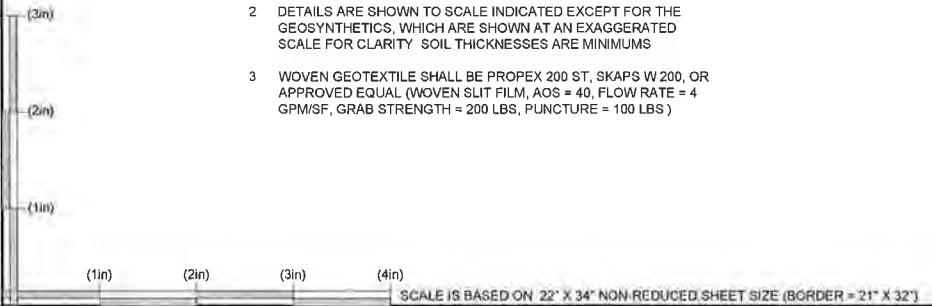 (3in)
2 DETAILS ARE SHOWN TO SCALE INDICATED EXCEPT FOR THE
GEOSYNTHETICS, WHICH ARE SHOWN AT AN EXAGGERATED
SCALE FOR CLARITY SOIL THICKNESSES ARE MINIMUMS
3 WOVEN GEOTEXTILE SHALL BE PROPEX 200 ST, SKAPS W 200, OR
APPROVED EQUAL (WOVEN SLIT FILM, AOS = 40, FLOW RATE = 4
GPM/SF, GRAB STRENGTH = 200 LBS, PUNCTURE = 100 LBS )
(2in)
(1in)
(1in) (2in) (3in) (4in)
SCALE IS BASED ON 22" X 34" NON-REDUCED SHEET SIZE (BORDER = 21" X 32")